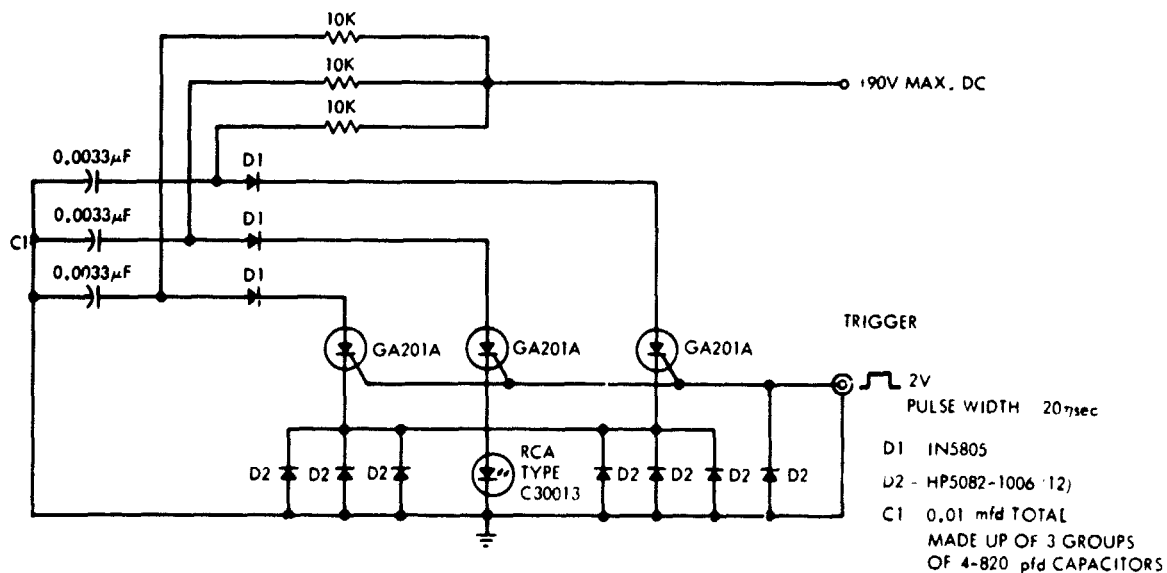 10K
10K
+90V MAX. DC
10K
0.0033μF
D1
0.0033μF
D1
C1
0.0033μF
D1
TRIGGER
GA201A
GA201A
GA201A
2V
PULSE WIDTH 20ηsec
RCA
TYPE
C30013
D2
D2
D2
D2
D2
D2
D2
D1 IN5805
D2 - HP5082-1006 12)
C1 0.01 mfd TOTAL
MADE UP OF 3 GROUPS
OF 4-820 pfd CAPACITORS